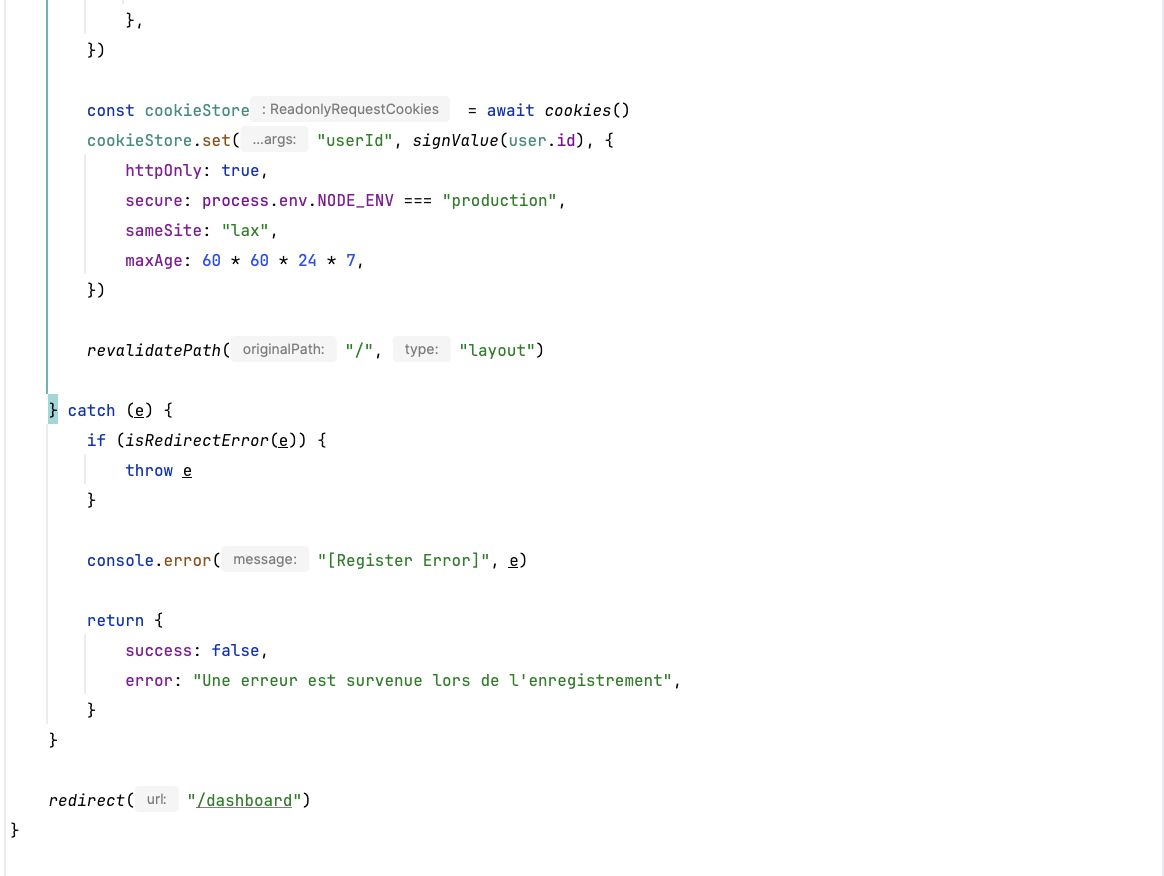 },
})
const cookieStore : ReadonlyRequestCookies = await cookies()
cookieStore.set( ...args: "userId", signValue(user.id), {
httpOnly: true,
secure: process.env.NODE_ENV === "production",
sameSite: "lax",
maxAge: 60 * 60 * 24 * 7,
})
revalidatePath( originalPath: "/", type: "layout")
} catch (e) {
if (isRedirectError(e)) {
throw e
}
console.error( message: "[Register Error]", e)
return {
success: false,
error: "Une erreur est survenue lors de l'enregistrement",
}
}
redirect( url: "/dashboard")
}